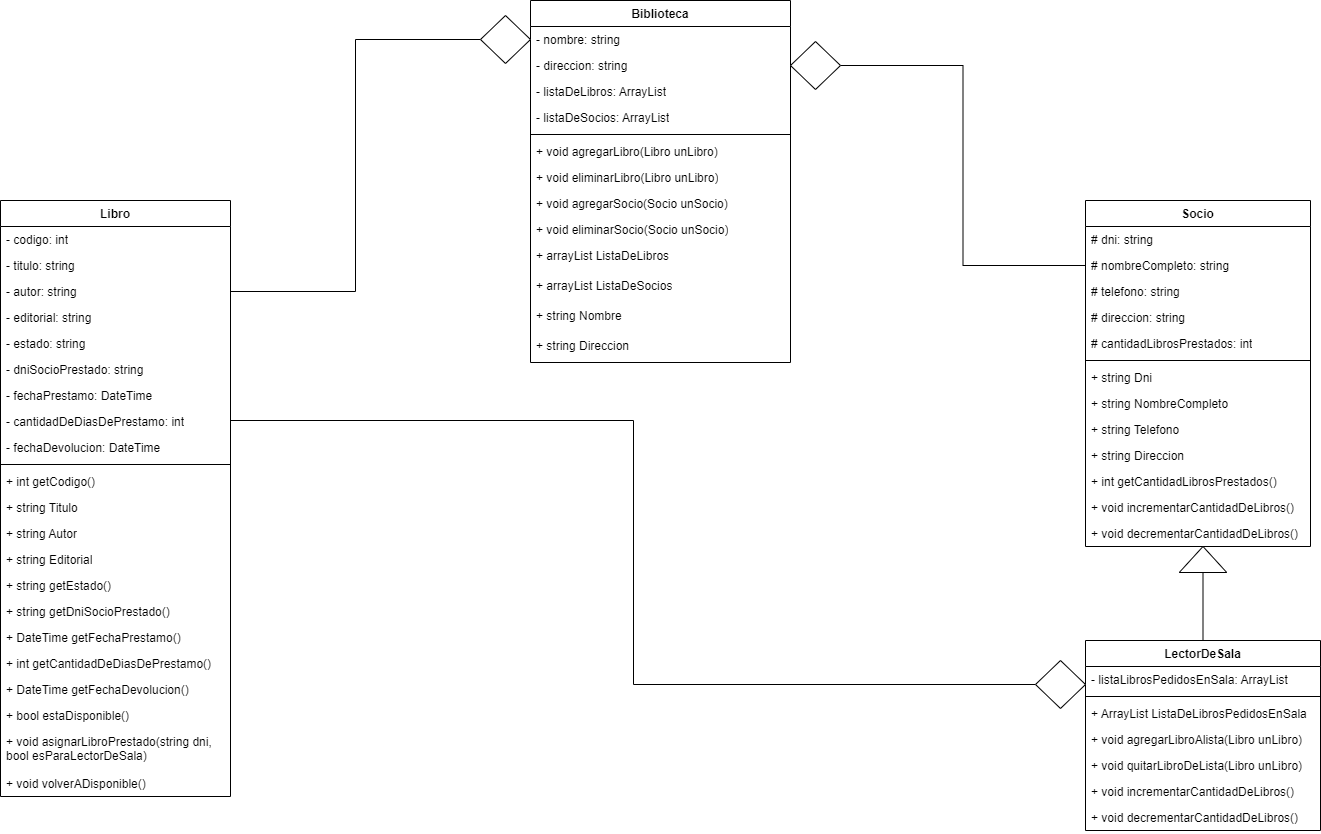 Biblioteca
- nombre: string
- direccion: string
- listaDeLibros: ArrayList
- listaDeSocios: ArrayList
+ void agregarLibro(Libro unLibro)
+ void eliminarLibro(Libro unLibro)
+ void agregarSocio(Socio unSocio)
+ void eliminarSocio(Socio unSocio)
+ arrayList ListaDeLibros
+ arrayList ListaDeSocios
+ string Nombre
+ string Direccion
Libro
- codigo: int
- titulo: string
- autor: string
- editorial: string
- estado: string
- dniSocioPrestado: string
- fechaPrestamo: DateTime
- cantidadDeDiasDePrestamo: int
- fechaDevolucion: DateTime
+ int getCodigo()
+ string Titulo
+ string Autor
+ string Editorial
+ string getEstado()
+ string getDniSocioPrestado()
+ DateTime getFechaPrestamo()
+ int getCantidadDeDiasDePrestamo()
+ DateTime getFechaDevolucion()
+ bool estaDisponible()
+ void asignarLibroPrestado(string dni,
bool esParaLectorDeSala)
+ void volverADisponible()
Socio
# dni: string
# nombreCompleto: string
# telefono: string
# direccion: string
# cantidadLibrosPrestados: int
+ string Dni
+ string NombreCompleto
+ string Telefono
+ string Direccion
+ int getCantidadLibrosPrestados()
+ void incrementarCantidadDeLibros()
+ void decrementarCantidadDeLibros()
LectorDeSala
- listaLibrosPedidosEnSala: ArrayList
+ ArrayList ListaDeLibrosPedidosEnSala
+ void agregarLibroAlista(Libro unLibro)
+ void quitarLibroDeLista(Libro unLibro)
+ void incrementarCantidadDeLibros()
+ void decrementarCantidadDeLibros()